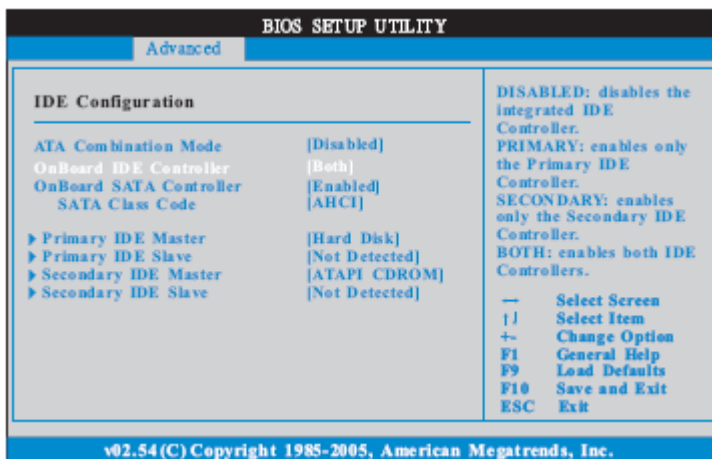 BIOS SETUP UTILITY
Advanced
IDE Configuration
ATA Combination Mode [Disabled]
OnBoard IDE Controller [Both]
OnBoard SATA Controller [Enabled]
SATA Class Code [AHCI]
Primary IDE Master [Hard Disk]
Primary IDE Slave [Not Detected]
Secondary IDE Master [ATAPI CDROM]
Secondary IDE Slave [Not Detected]
DISABLED: disables the
integrated IDE
Controller.
PRIMARY: enables only
the Primary IDE
Controller.
SECONDARY: enables
only the Secondary IDE
Controller.
BOTH: enables both IDE
Controllers.
↔ Select Screen
↑↓ Select Item
+- Change Option
F1 General Help
F9 Load Defaults
F10 Save and Exit
ESC Exit
v02.54 (C) Copyright 1985-2005, American Megatrends, Inc.